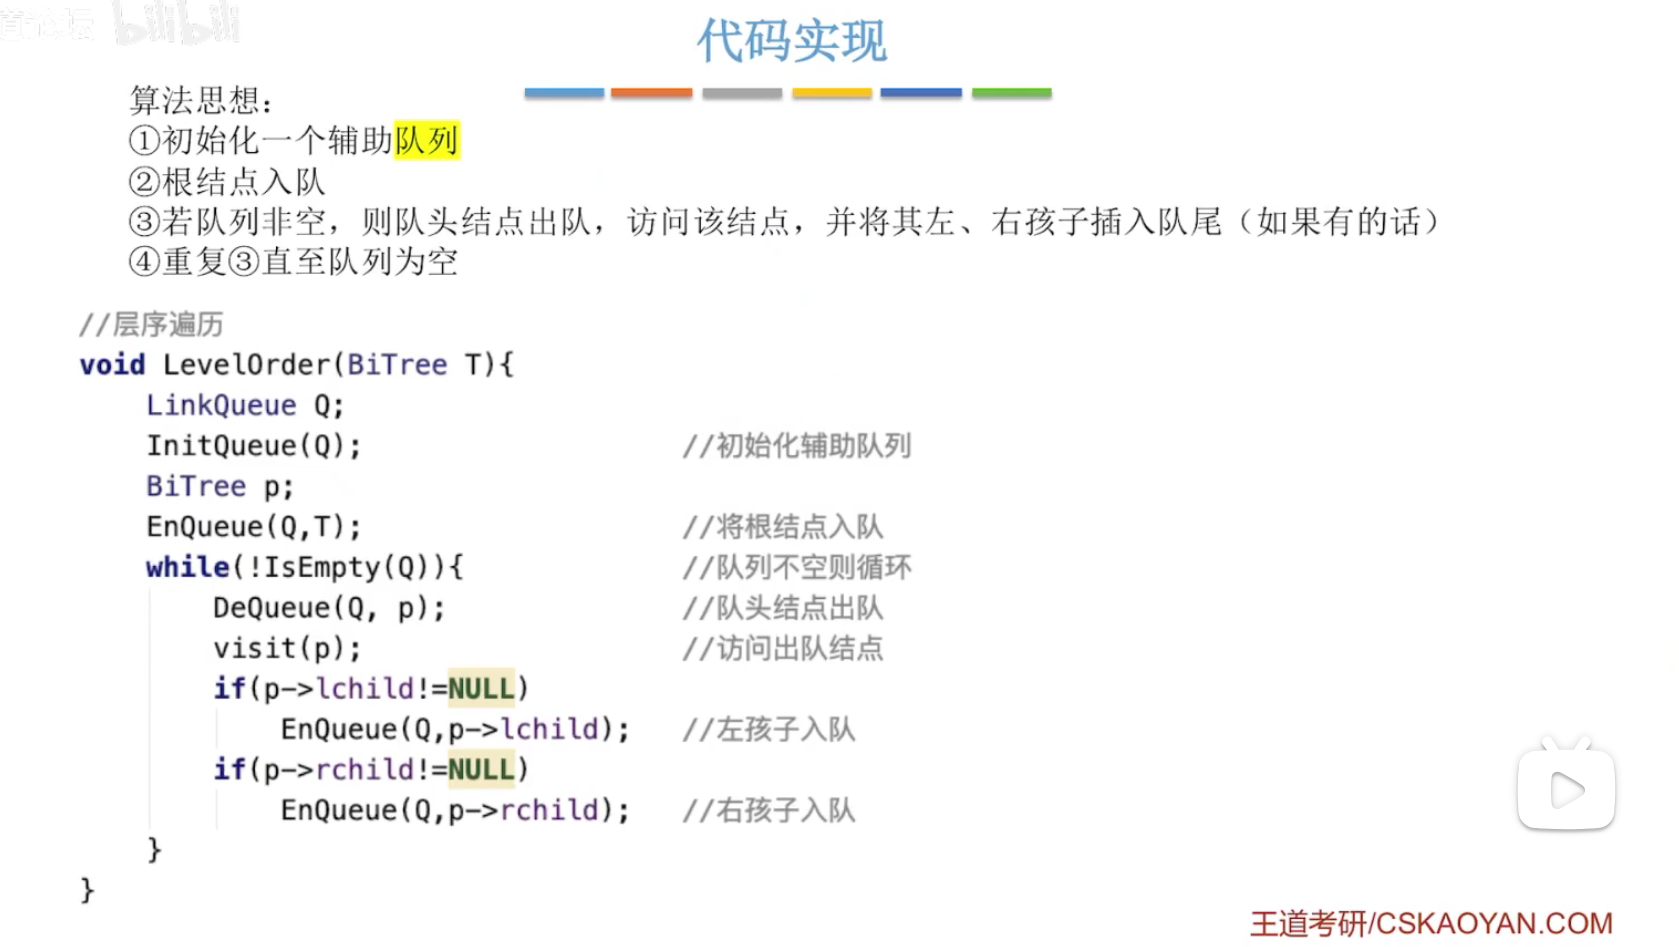 bilibili
代码实现
算法思想：
①初始化一个辅助队列
②根结点入队
③若队列非空，则队头结点出队，访问该结点，并将其左、右孩子插入队尾（如果有的话）
④重复③直至队列为空
//层序遍历
void LevelOrder(BiTree T){
LinkQueue Q;
InitQueue(Q); //初始化辅助队列
BiTree p;
EnQueue(Q,T); //将根结点入队
while(!IsEmpty(Q)){ //队列不空则循环
DeQueue(Q, p); //队头结点出队
visit(p); //访问出队结点
if(p->lchild!=NULL)
EnQueue(Q,p->lchild); //左孩子入队
if(p->rchild!=NULL)
EnQueue(Q,p->rchild); //右孩子入队
}
}
王道考研/CSKAOYAN.COM